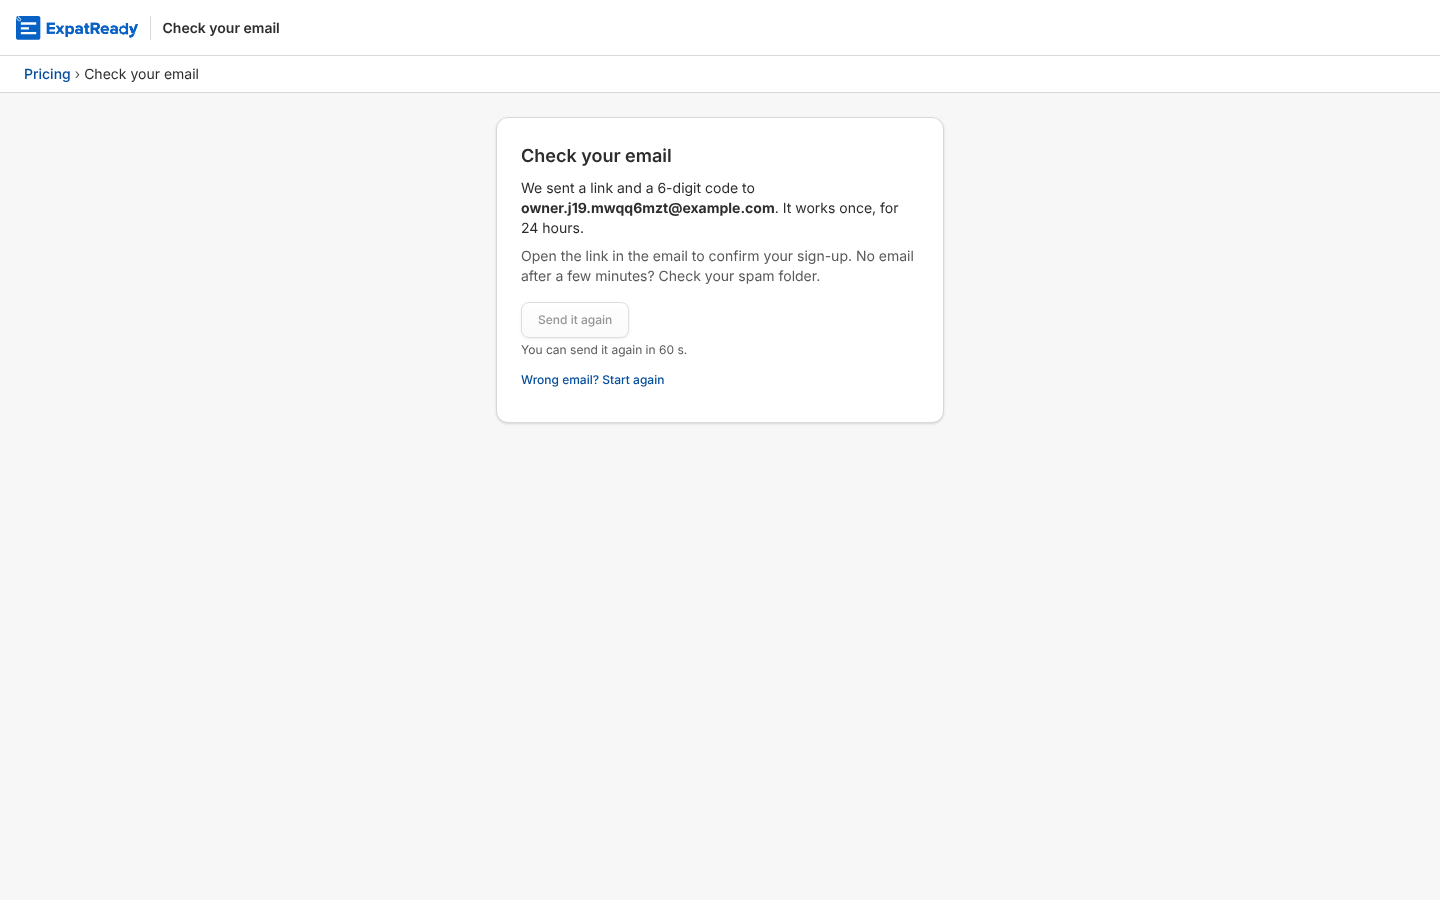 ExpatReady
Check your email
Pricing › Check your email
Check your email
We sent a link and a 6-digit code to
owner.j19.mwqq6mzt@example.com. It works once, for
24 hours.
Open the link in the email to confirm your sign-up. No email
after a few minutes? Check your spam folder.
Send it again
You can send it again in 60 s.
Wrong email? Start again